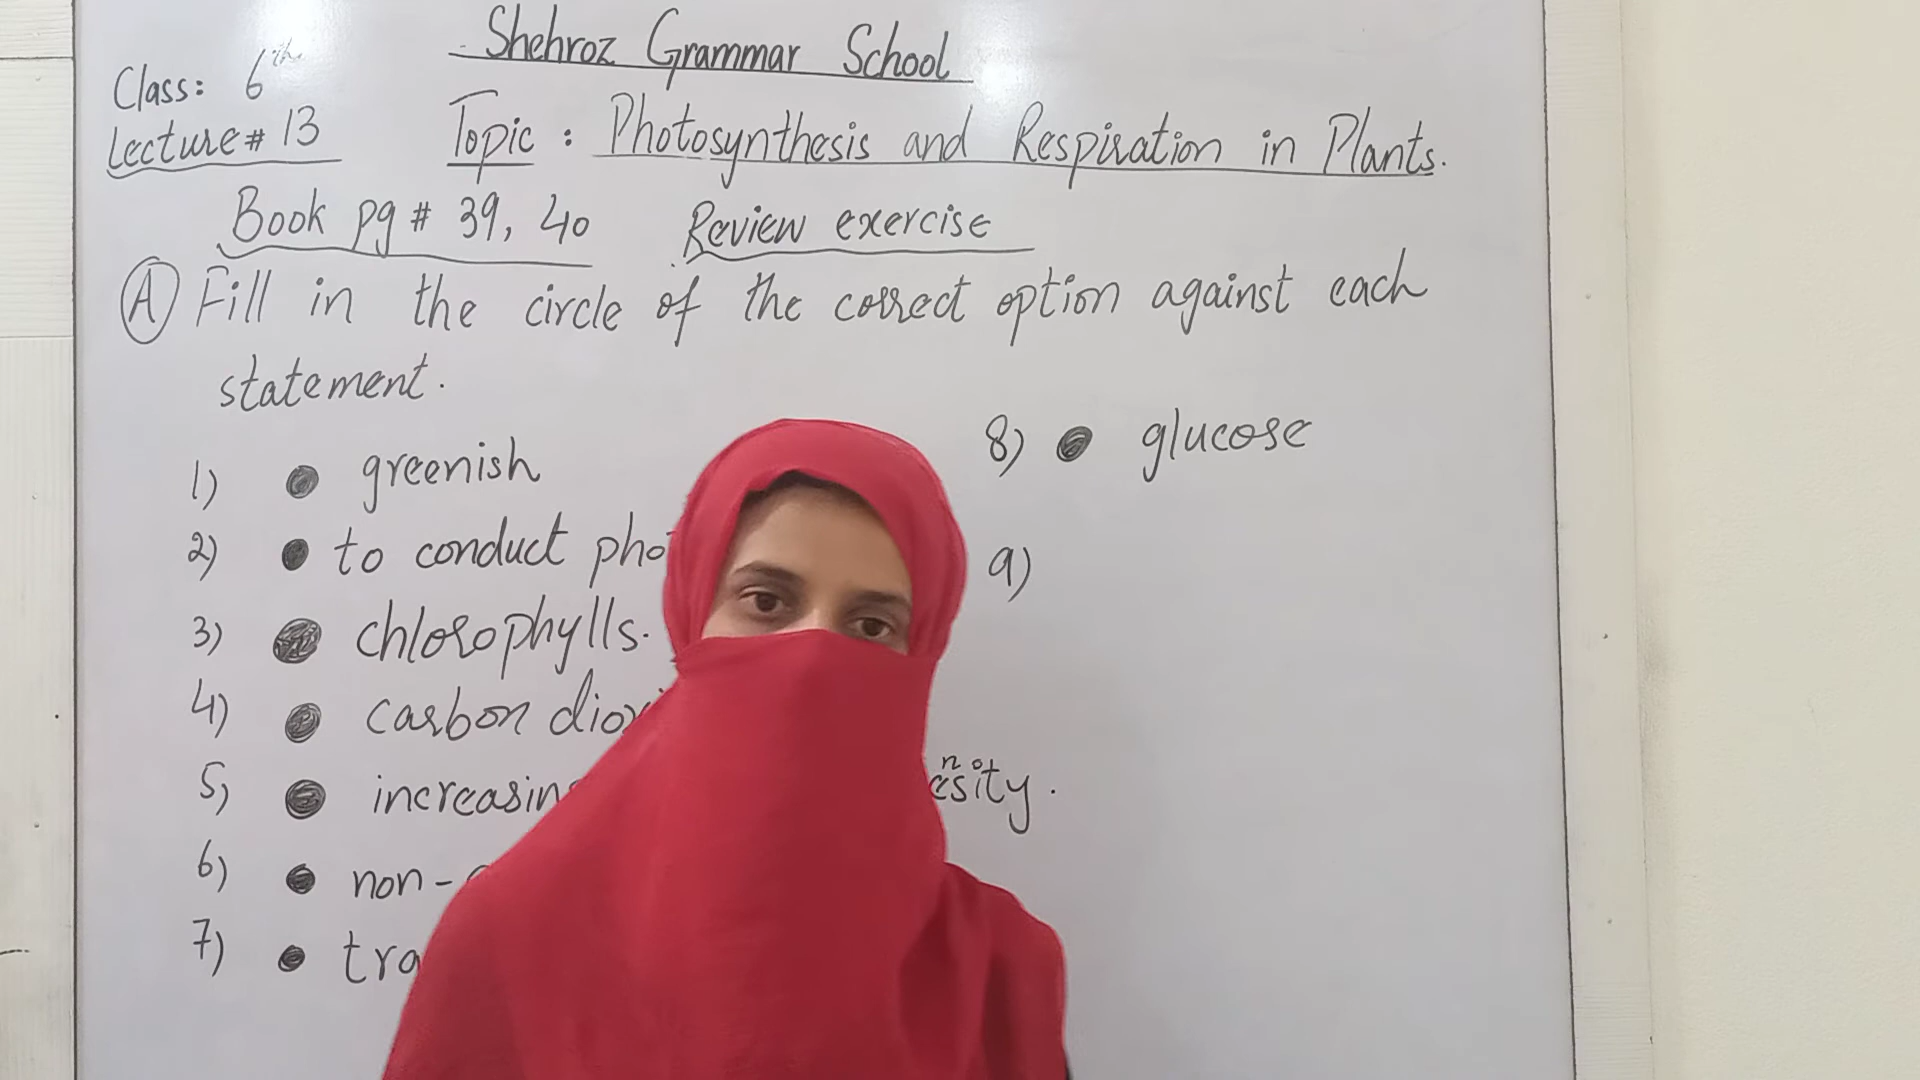 Shehroz Grammar School
Class: 6th
Lecture # 13
Topic : Photosynthesis and Respiration in Plants.
Book pg # 39, 40 Review exercise
(A) Fill in the circle of the correct option against each
statement.
1) greenish
2) to conduct pho
3) chlorophylls.
4) carbon diox
5) increasin
6) non-
7) tra
8) glucose
9)